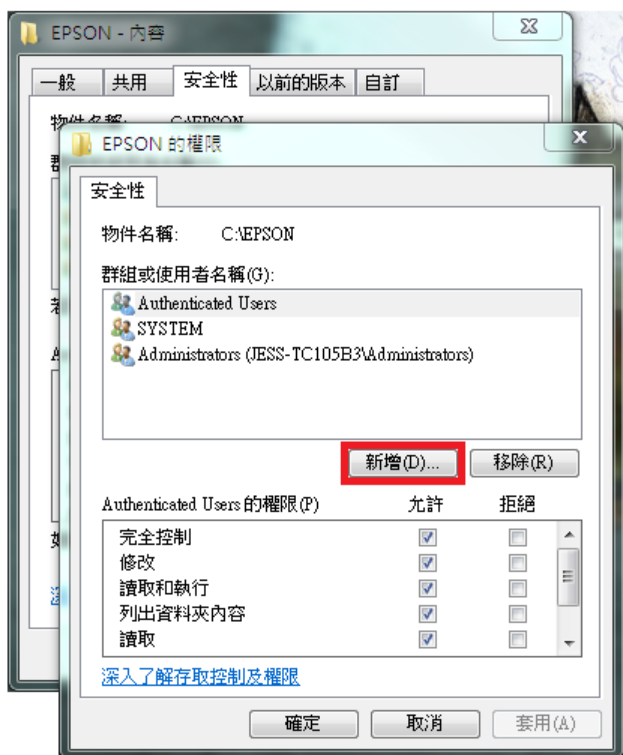 EPSON - 內容
一般 共用 安全性 以前的版本 自訂
EPSON 的權限
安全性
物件名稱: C:\EPSON
群組或使用者名稱(G):
Authenticated Users
SYSTEM
Administrators (JESS-TC105B3\Administrators)
新增(D)... 移除(R)
Authenticated Users 的權限(P) 允許 拒絕
完全控制
修改
讀取和執行
列出資料夾內容
讀取
深入了解存取控制及權限
確定 取消 套用(A)